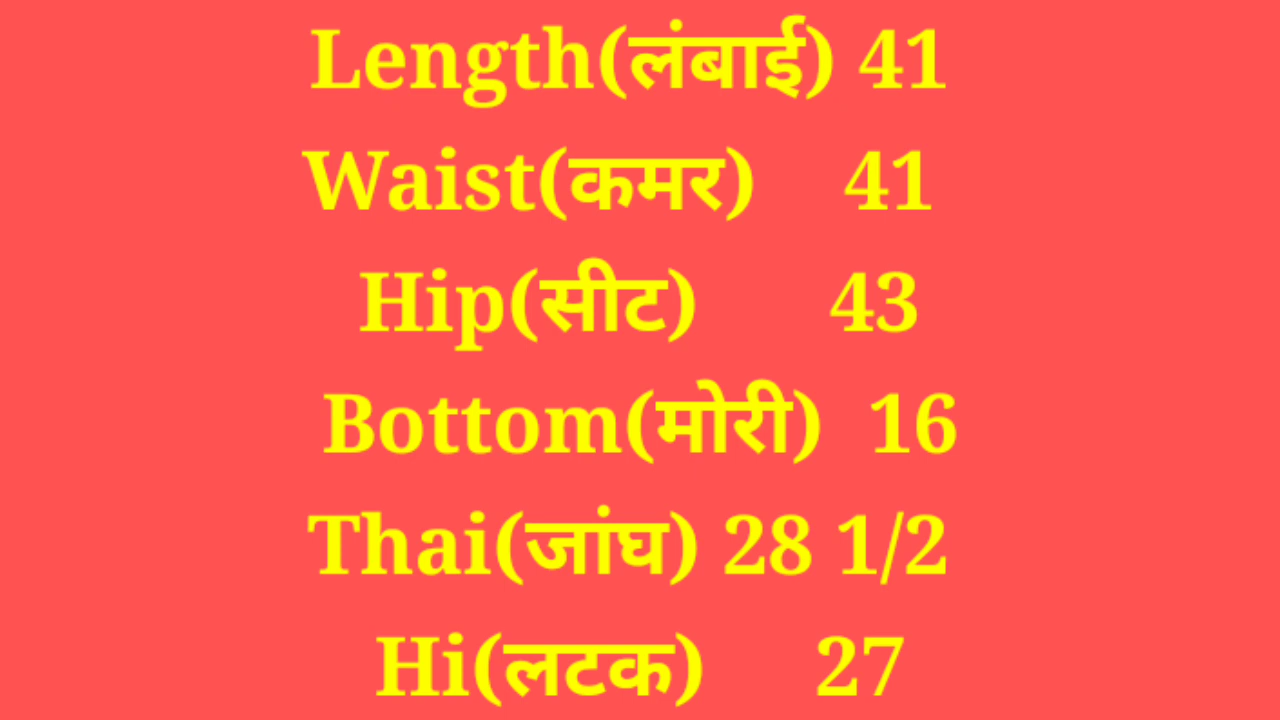 Length(लंबाई) 41
Waist(कमर) 41
Hip(सीट) 43
Bottom(मोरी) 16
Thai(जांघ) 28 1/2
Hi(लटक) 27